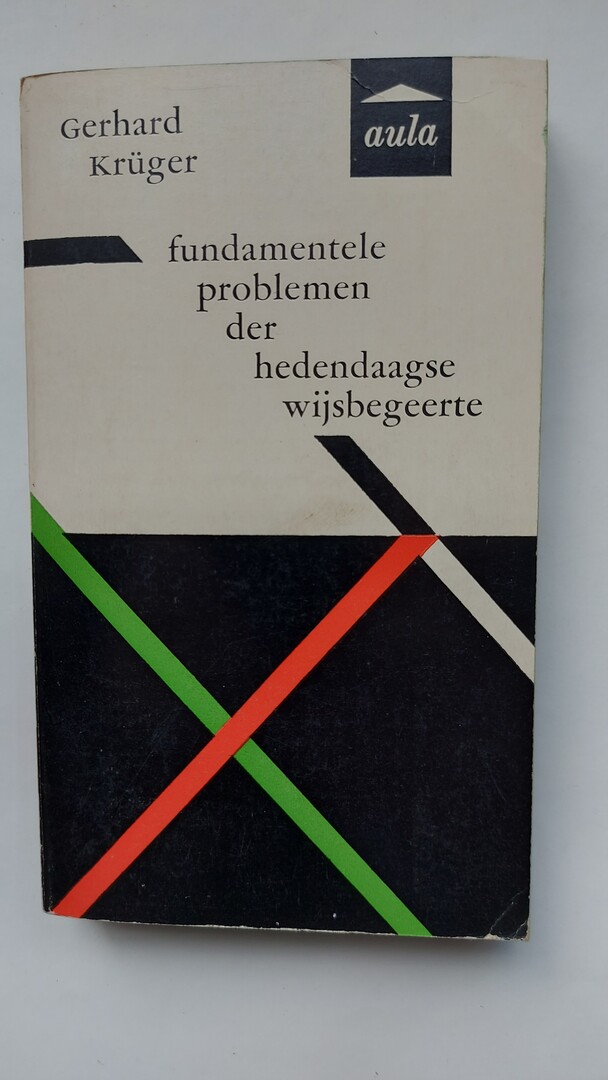 Gerhard
Krüger
aula
fundamentele
problemen
der
hedendaagse
wijsbegeerte